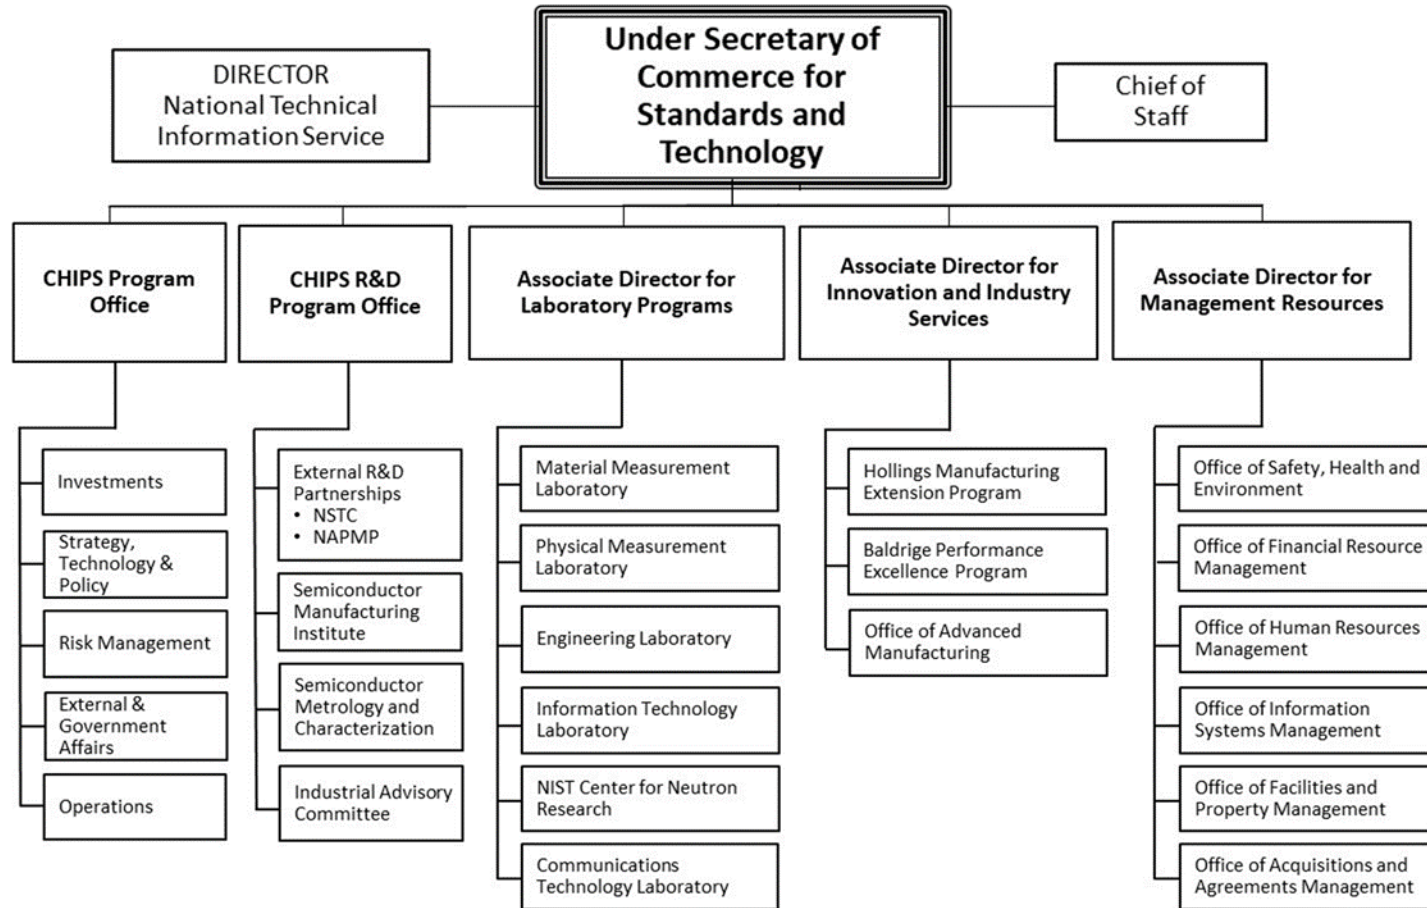 Under Secretary of
Commerce for
Standards and
Technology
DIRECTOR
National Technical
Information Service
Chief of
Staff
CHIPS Program
Office
CHIPS R&D
Program Office
Associate Director for
Laboratory Programs
Associate Director for
Innovation and Industry
Services
Associate Director for
Management Resources
Investments
Strategy,
Technology &
Policy
Risk Management
External &
Government
Affairs
Operations
External R&D
Partnerships
• NSTC
• NAPMP
Semiconductor
Manufacturing
Institute
Semiconductor
Metrology and
Characterization
Industrial Advisory
Committee
Material Measurement
Laboratory
Physical Measurement
Laboratory
Engineering Laboratory
Information Technology
Laboratory
NIST Center for Neutron
Research
Communications
Technology Laboratory
Hollings Manufacturing
Extension Program
Baldrige Performance
Excellence Program
Office of Advanced
Manufacturing
Office of Safety, Health and
Environment
Office of Financial Resource
Management
Office of Human Resources
Management
Office of Information
Systems Management
Office of Facilities and
Property Management
Office of Acquisitions and
Agreements Management